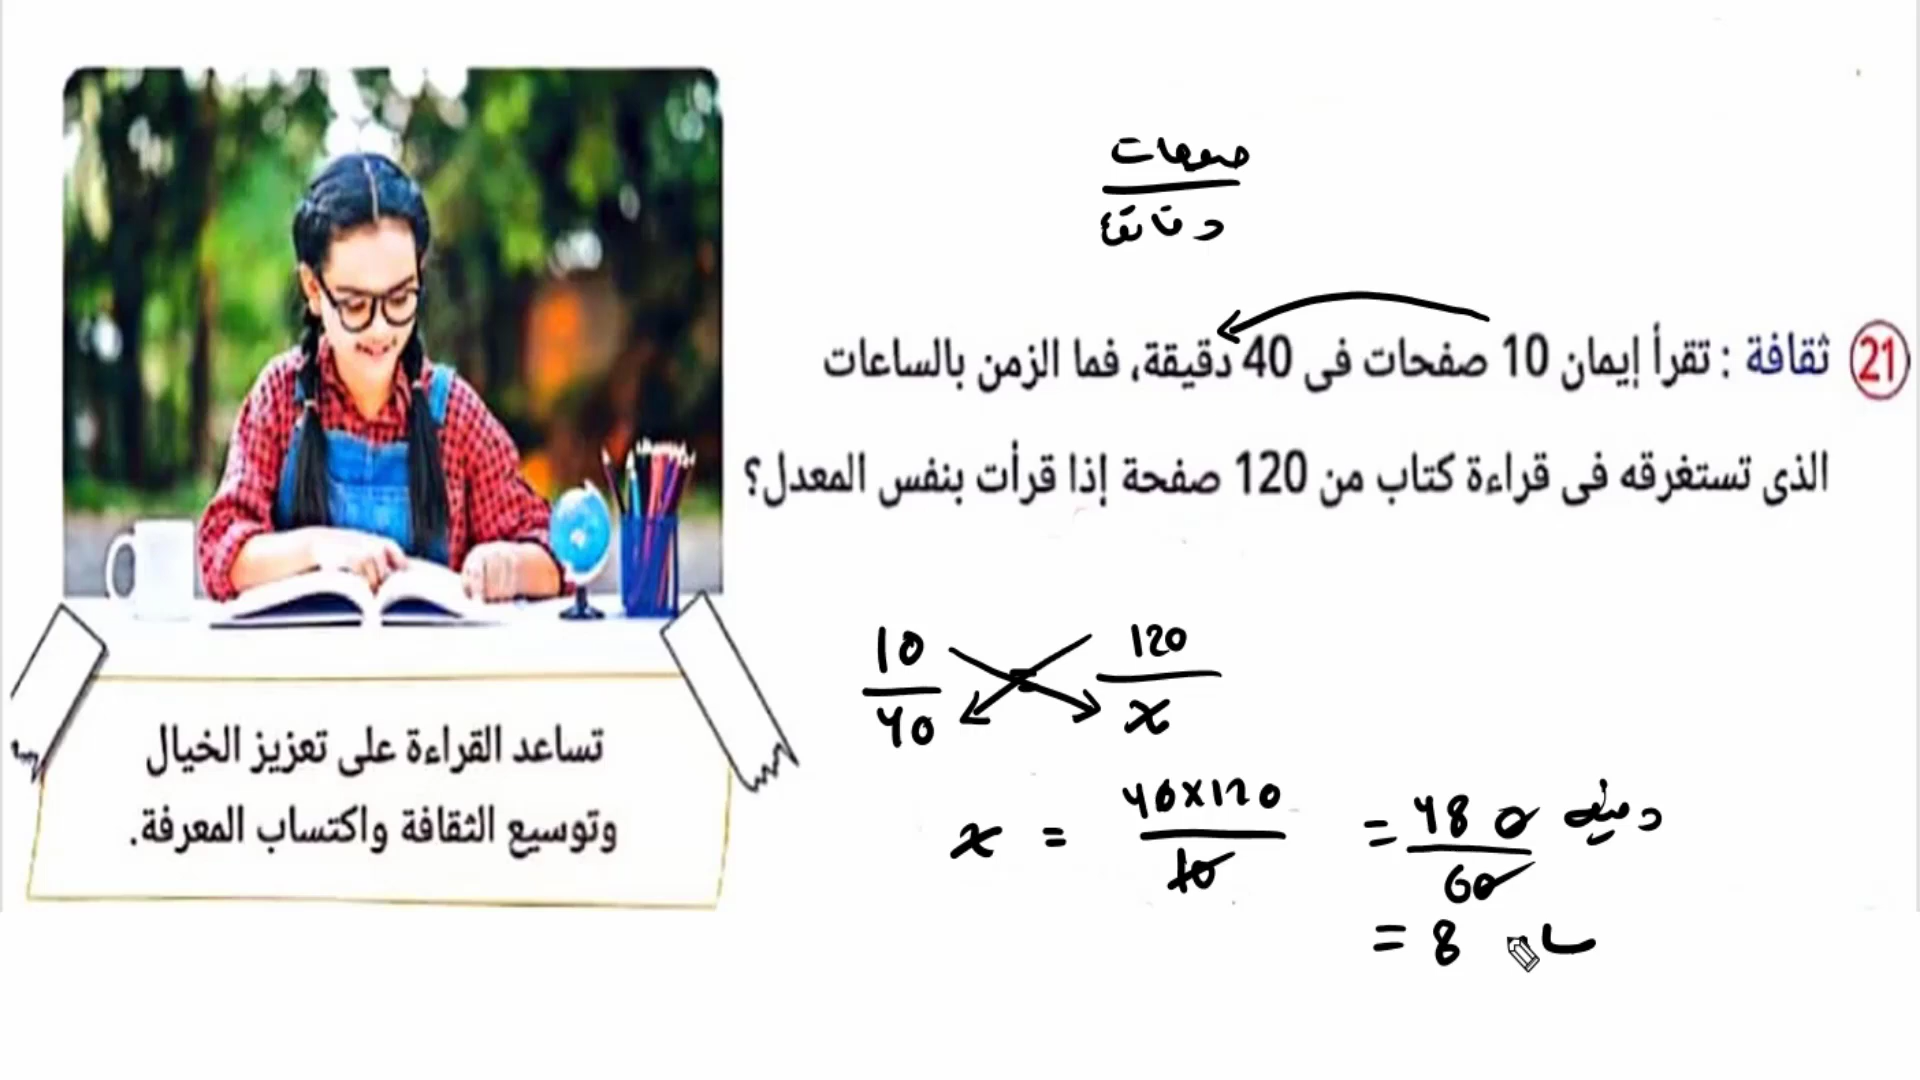 صفحات
دقائق
21 ثقافة : تقرأ إيمان 10 صفحات فى 40 دقيقة، فما الزمن بالساعات
الذى تستغرقه فى قراءة كتاب من 120 صفحة إذا قرأت بنفس المعدل؟
10/40 = 120/x
x = 40x120/10 = 480/60 دقيقة
= 8
تساعد القراءة على تعزيز الخيال
وتوسيع الثقافة واكتساب المعرفة.